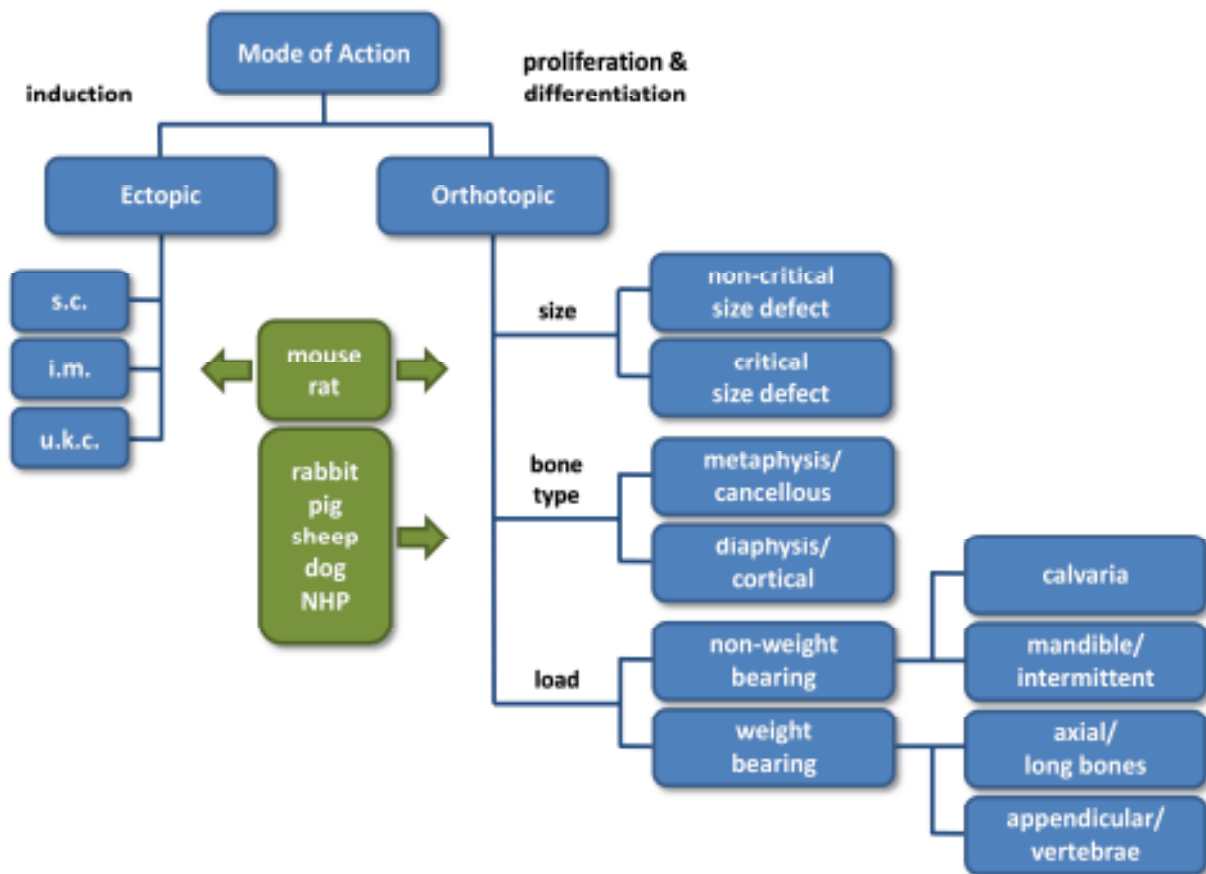 Mode of Action
induction
proliferation &
differentiation
Ectopic
Orthotopic
s.c.
i.m.
u.k.c.
mouse
rat
rabbit
pig
sheep
dog
NHP
size
non-critical
size defect
critical
size defect
bone
type
metaphysis/
cancellous
diaphysis/
cortical
load
non-weight
bearing
weight
bearing
calvaria
mandible/
intermittent
axial/
long bones
appendicular/
vertebrae